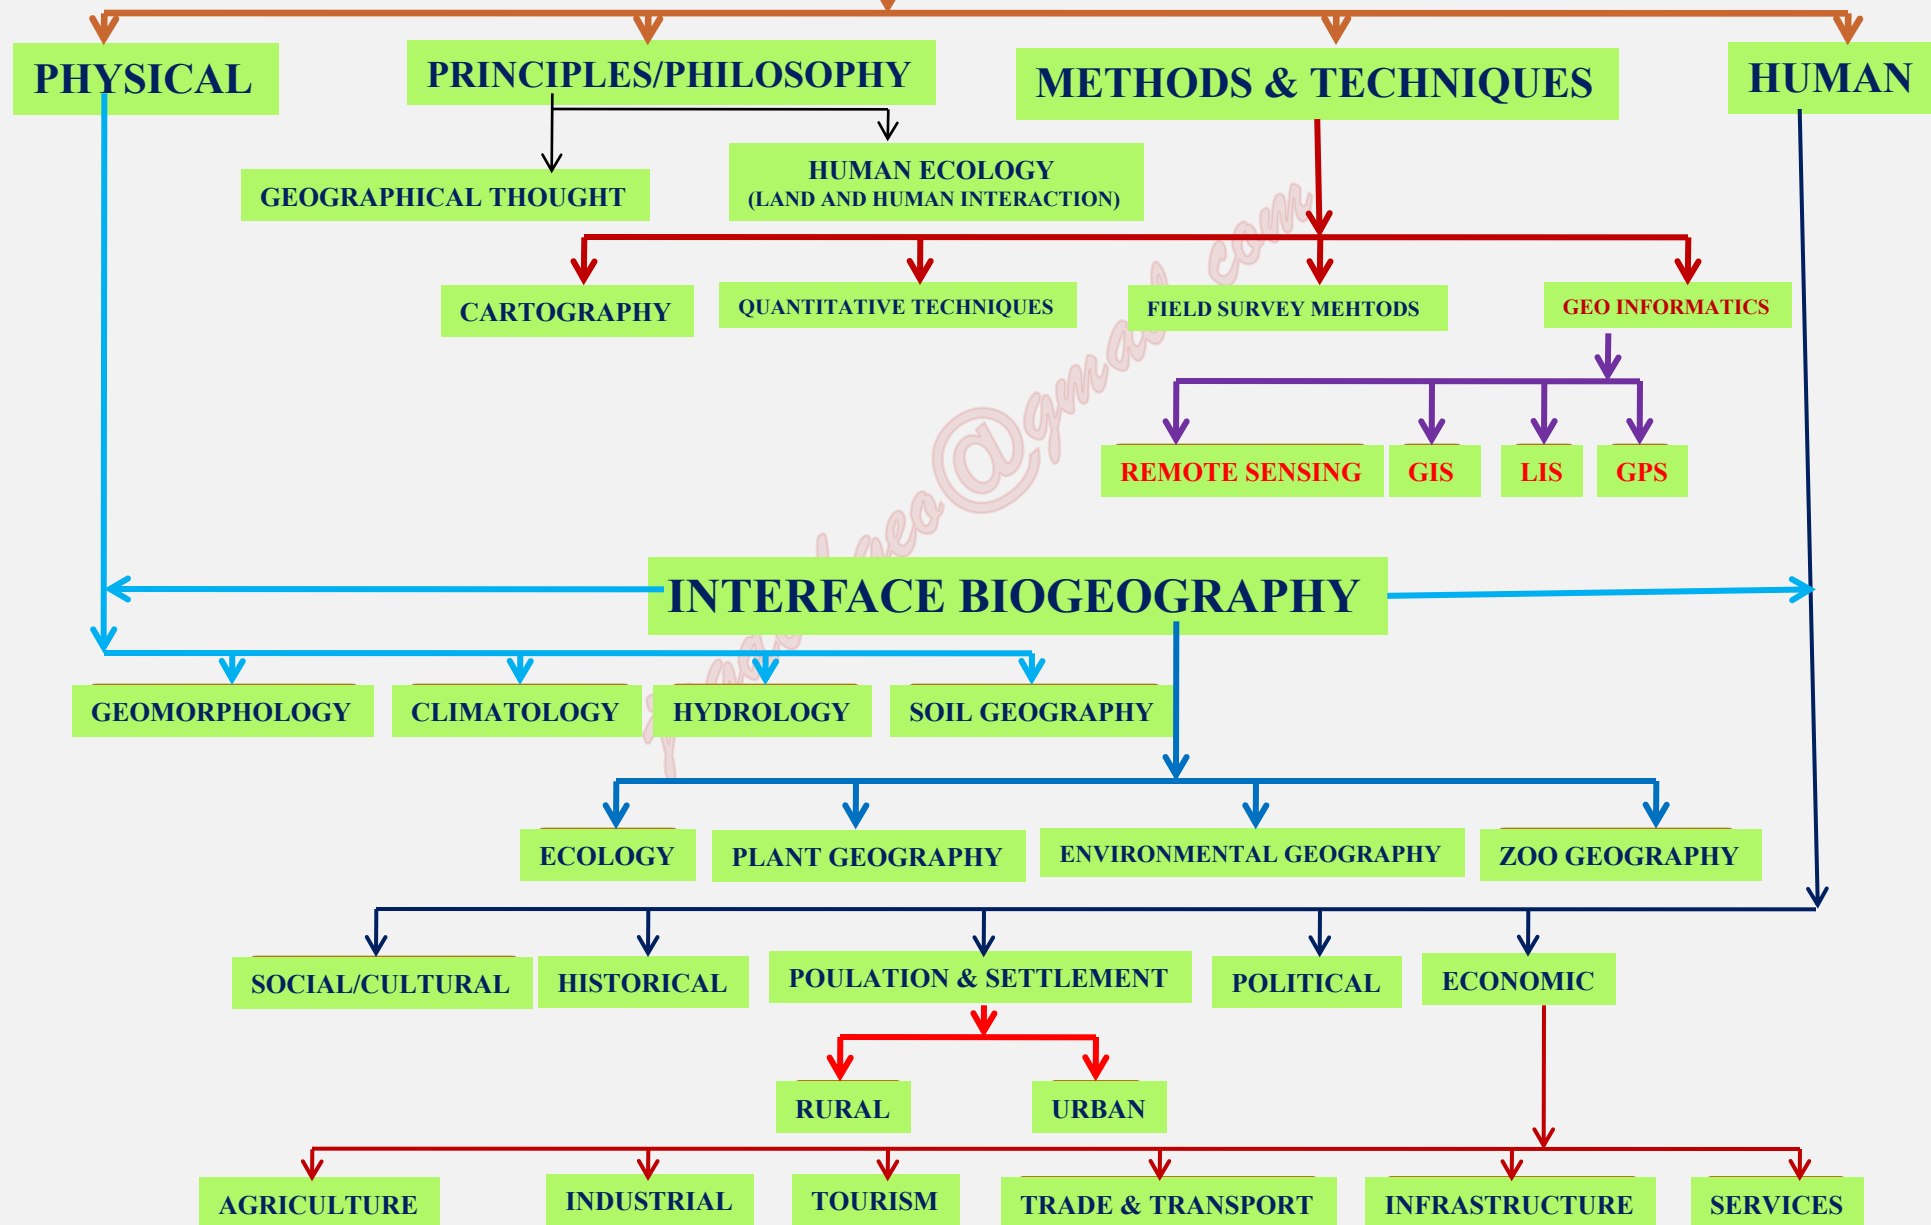 PHYSICAL
PRINCIPLES/PHILOSOPHY
METHODS & TECHNIQUES
HUMAN
GEOGRAPHICAL THOUGHT
HUMAN ECOLOGY
(LAND AND HUMAN INTERACTION)
CARTOGRAPHY
QUANTITATIVE TECHNIQUES
FIELD SURVEY MEHTODS
GEO INFORMATICS
REMOTE SENSING
GIS
LIS
GPS
INTERFACE BIOGEOGRAPHY
GEOMORPHOLOGY
CLIMATOLOGY
HYDROLOGY
SOIL GEOGRAPHY
ECOLOGY
PLANT GEOGRAPHY
ENVIRONMENTAL GEOGRAPHY
ZOO GEOGRAPHY
SOCIAL/CULTURAL
HISTORICAL
POULATION & SETTLEMENT
POLITICAL
ECONOMIC
RURAL
URBAN
AGRICULTURE
INDUSTRIAL
TOURISM
TRADE & TRANSPORT
INFRASTRUCTURE
SERVICES